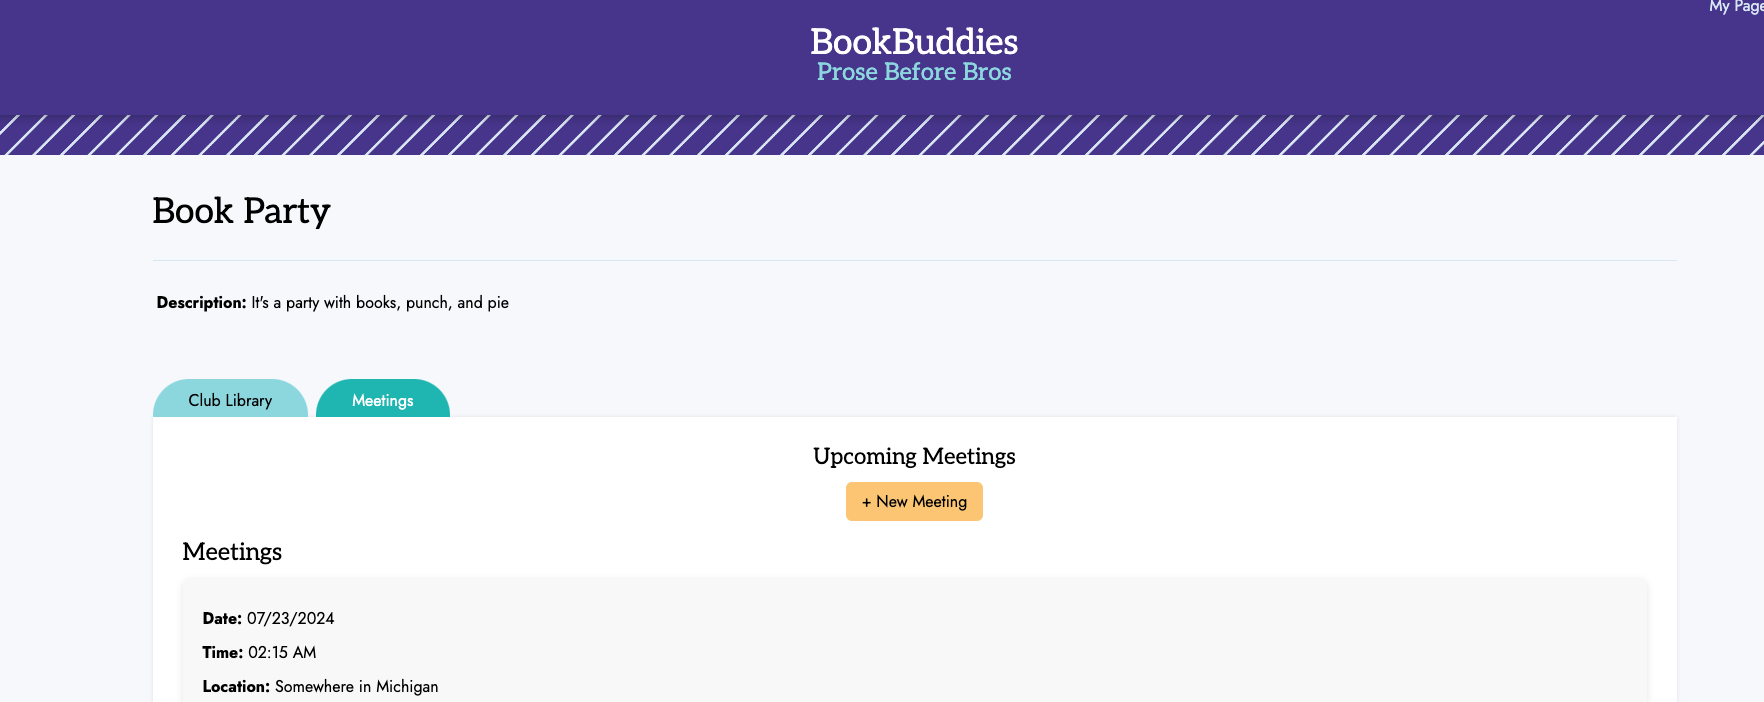 My Page
BookBuddies
Prose Before Bros
Book Party
Description: It's a party with books, punch, and pie
Club Library
Meetings
Upcoming Meetings
+ New Meeting
Meetings
Date: 07/23/2024
Time: 02:15 AM
Location: Somewhere in Michigan